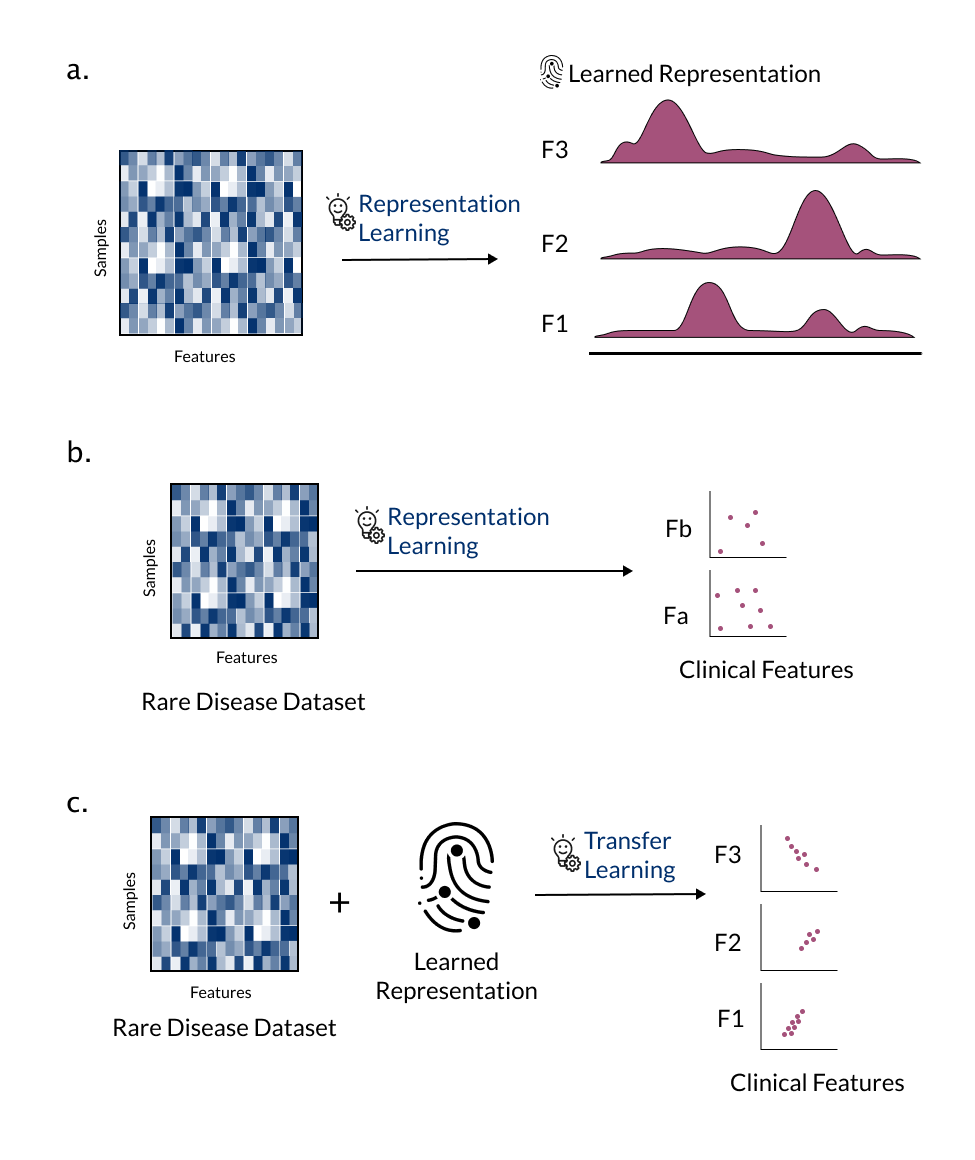 a.
Learned Representation
F3
Samples
Representation
Learning
F2
F1
Features
b.
Representation
Learning
Samples
Fb
Fa
Features
Clinical Features
Rare Disease Dataset
c.
Transfer
Learning
F3
Samples
+
F2
Learned
Representation
Features
F1
Rare Disease Dataset
Clinical Features